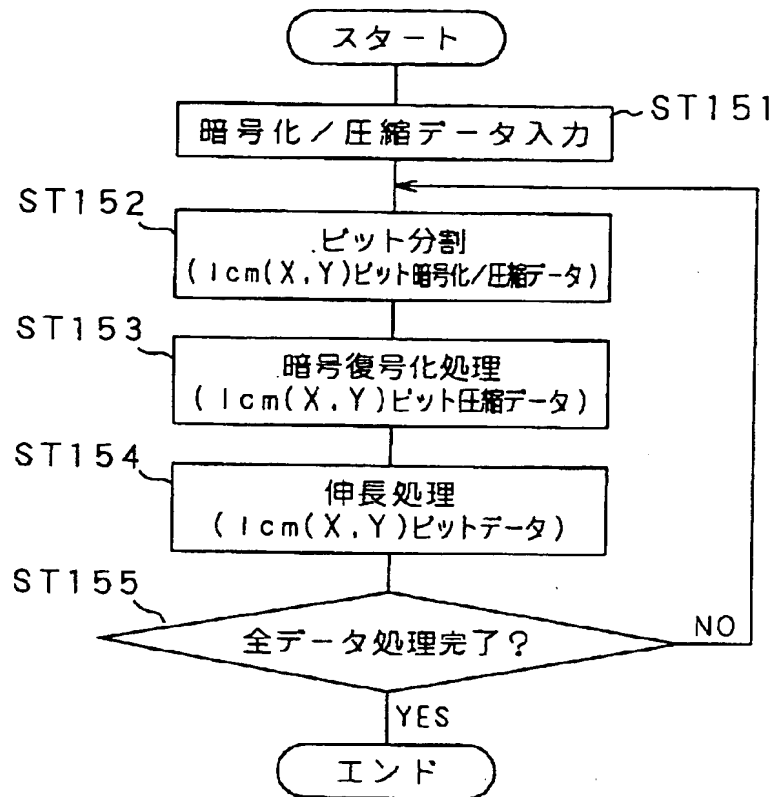 スタート
ST151
暗号化／圧縮データ入力
ST152
ビット分割
(lcm(X,Y)ビット暗号化/圧縮データ)
ST153
暗号復号化処理
(lcm(X,Y)ビット圧縮データ)
ST154
伸長処理
(lcm(X,Y)ビットデータ)
ST155
全データ処理完了?
NO
YES
エンド